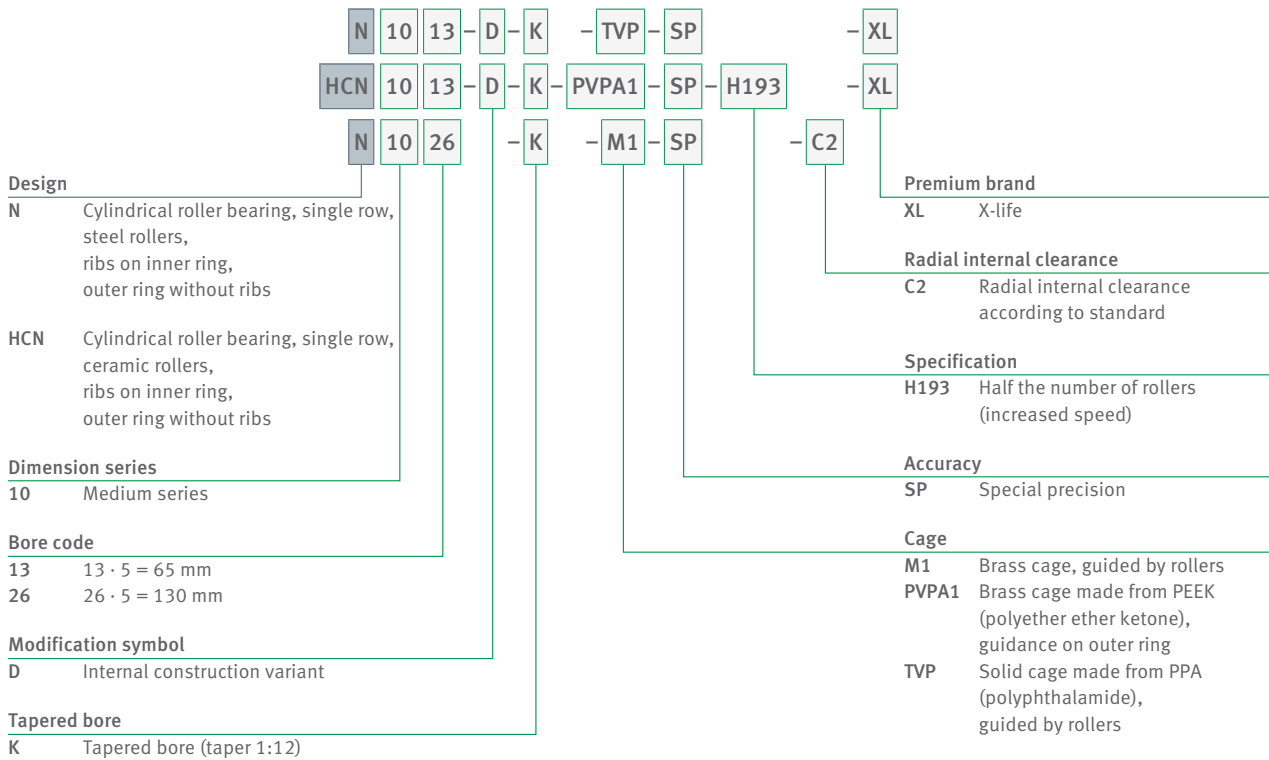 N 10 13 – D – K – TVP – SP – XL
HCN 10 13 – D – K – PVPA1 – SP – H193 – XL
N 10 26 – K – M1 – SP – C2
Design
N Cylindrical roller bearing, single row,
steel rollers,
ribs on inner ring,
outer ring without ribs
HCN Cylindrical roller bearing, single row,
ceramic rollers,
ribs on inner ring,
outer ring without ribs
Dimension series
10 Medium series
Bore code
13 13 · 5 = 65 mm
26 26 · 5 = 130 mm
Modification symbol
D Internal construction variant
Tapered bore
K Tapered bore (taper 1:12)
Premium brand
XL X-life
Radial internal clearance
C2 Radial internal clearance
according to standard
Specification
H193 Half the number of rollers
(increased speed)
Accuracy
SP Special precision
Cage
M1 Brass cage, guided by rollers
PVPA1 Brass cage made from PEEK
(polyether ether ketone),
guidance on outer ring
TVP Solid cage made from PPA
(polyphthalamide),
guided by rollers